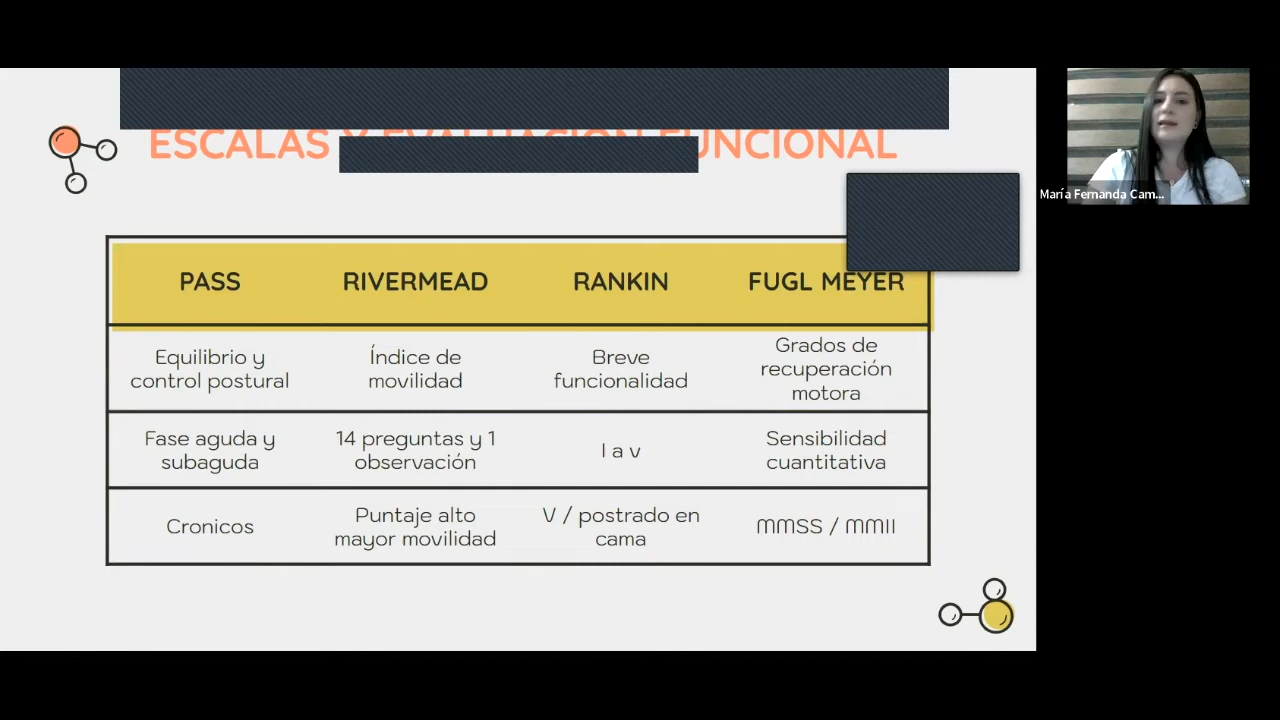 ESCALAS Y EVALUACIÓN FUNCIONAL
María Fernanda Cam...
PASS RIVERMEAD RANKIN FUGL MEYER
Equilibrio y
control postural
Índice de
movilidad
Breve
funcionalidad
Grados de
recuperación
motora
Fase aguda y
subaguda
14 preguntas y 1
observación
I a v
Sensibilidad
cuantitativa
Cronicos
Puntaje alto
mayor movilidad
V / postrado en
cama
MMSS / MMII